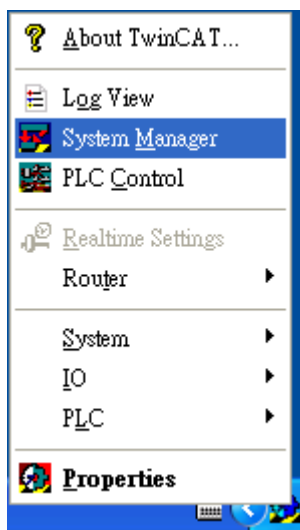 About TwinCAT...
Log View
System Manager
PLC Control
Realtime Settings
Router
System
IO
PLC
Properties